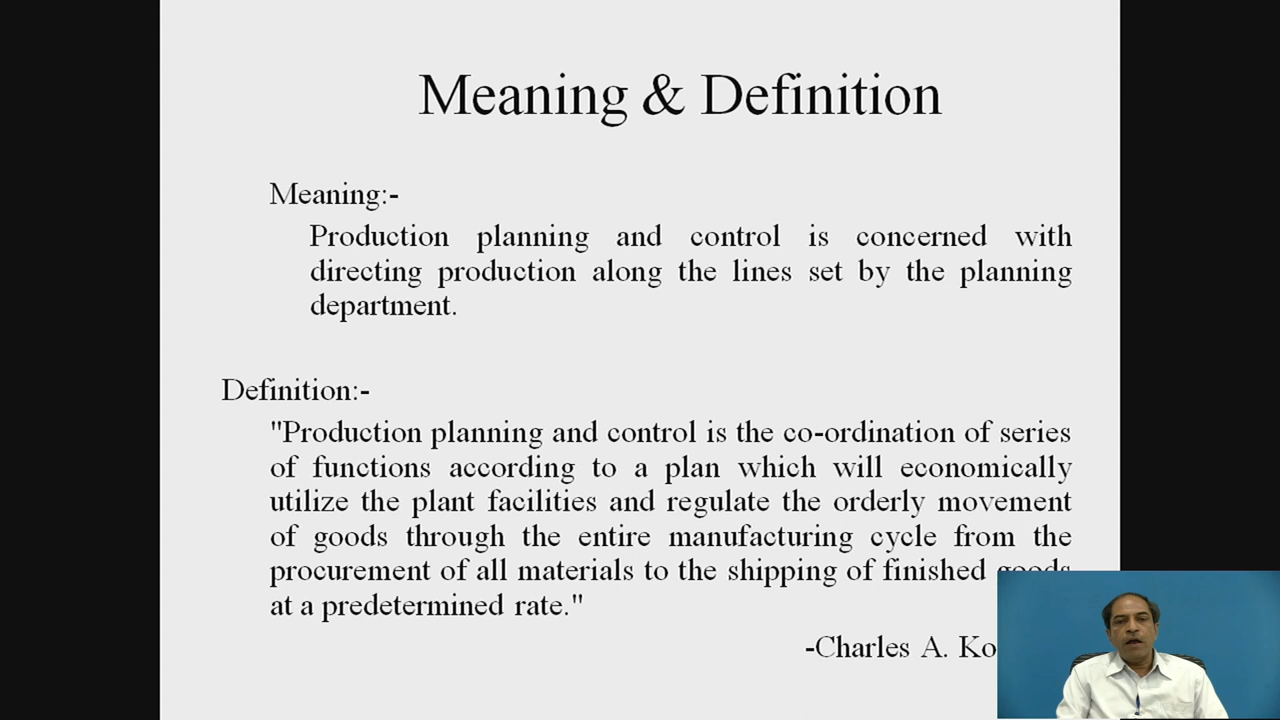 Meaning & Definition
Meaning:-
Production planning and control is concerned with
directing production along the lines set by the planning
department.
Definition:-
"Production planning and control is the co-ordination of series
of functions according to a plan which will economically
utilize the plant facilities and regulate the orderly movement
of goods through the entire manufacturing cycle from the
procurement of all materials to the shipping of finished goods
at a predetermined rate."
-Charles A.